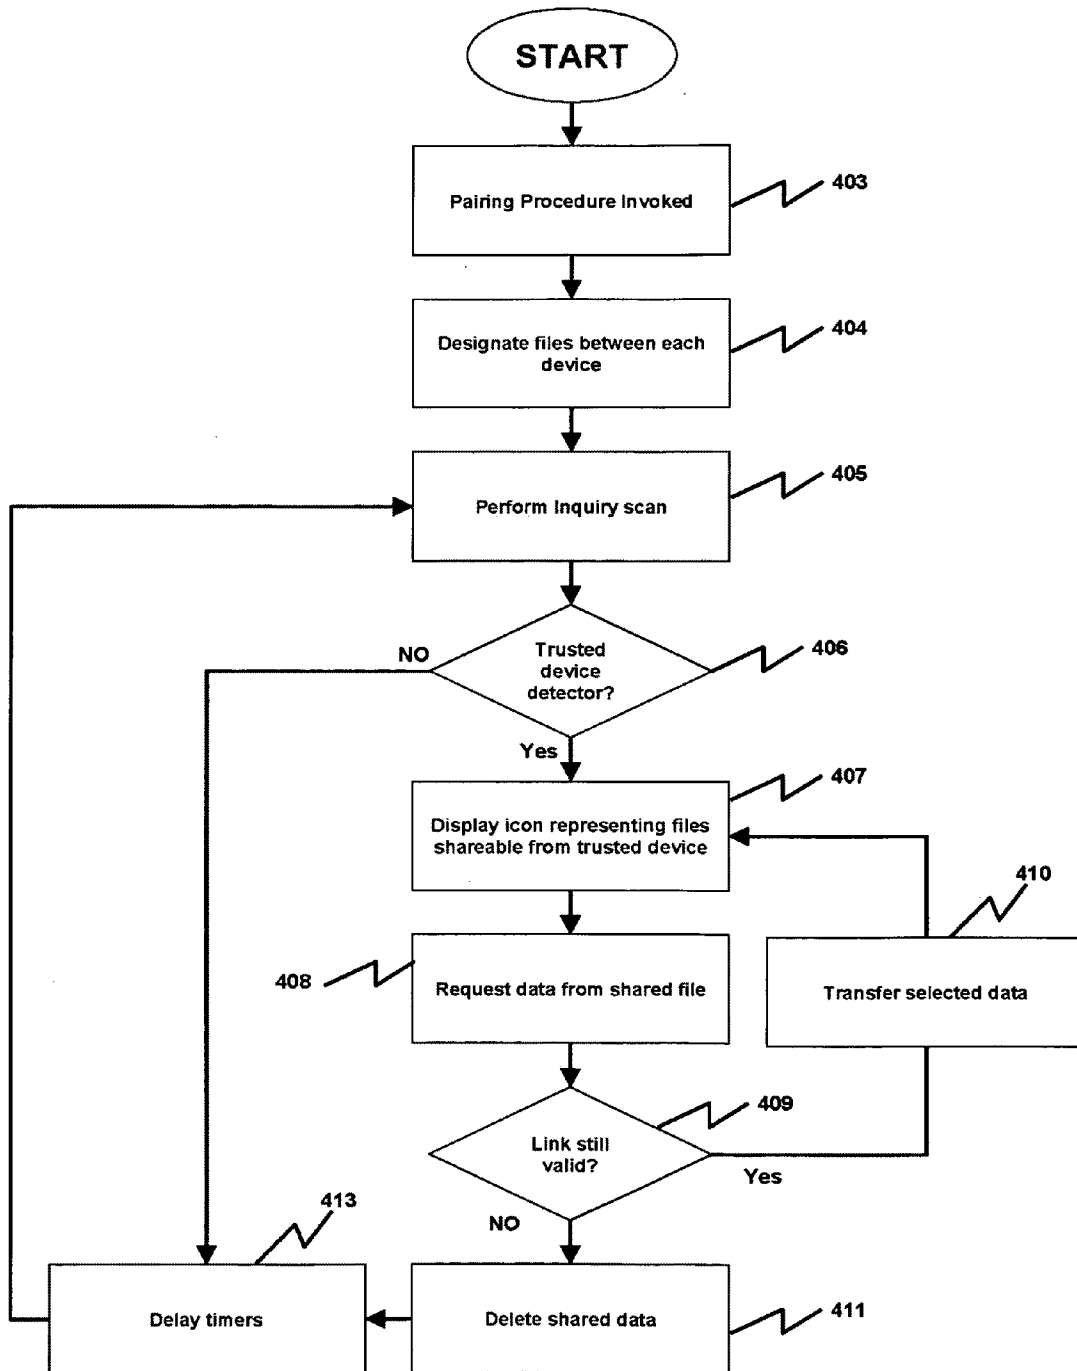 START
Pairing Procedure Invoked
403
Designate files between each
device
404
Perform Inquiry scan
405
Trusted
device
detector?
406
NO
Yes
407
Display icon representing files
shareable from trusted device
410
408
Request data from shared file
Transfer selected data
409
Link still
valid?
Yes
NO
413
Delay timers
Delete shared data
411